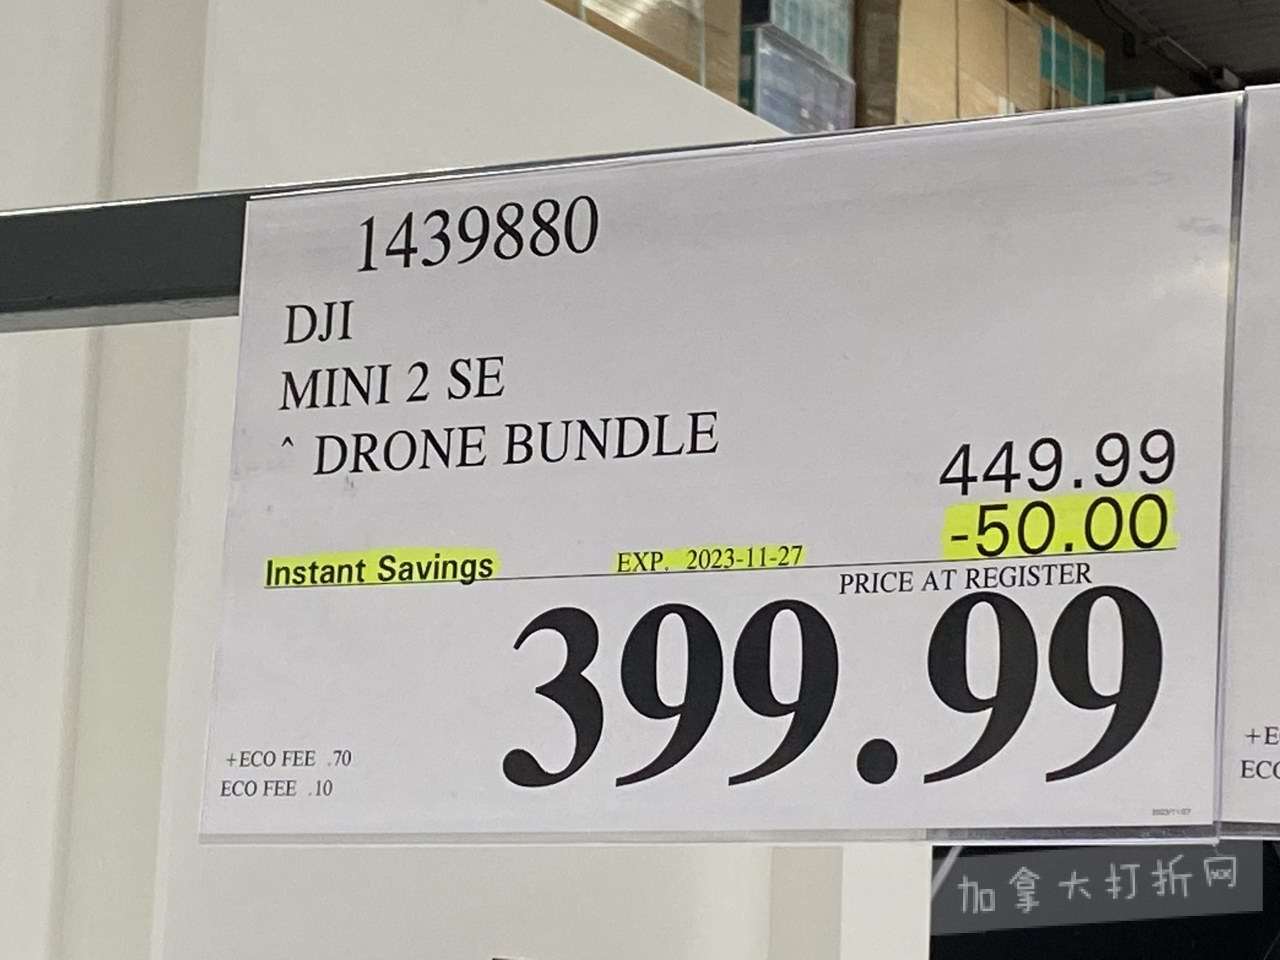 1439880
DJI
MINI 2 SE
^ DRONE BUNDLE
449.99
-50.00
Instant Savings EXP. 2023-11-27
PRICE AT REGISTER
399.99
+ECO FEE .70
ECO FEE .10
+E
ECO
加拿大打折网